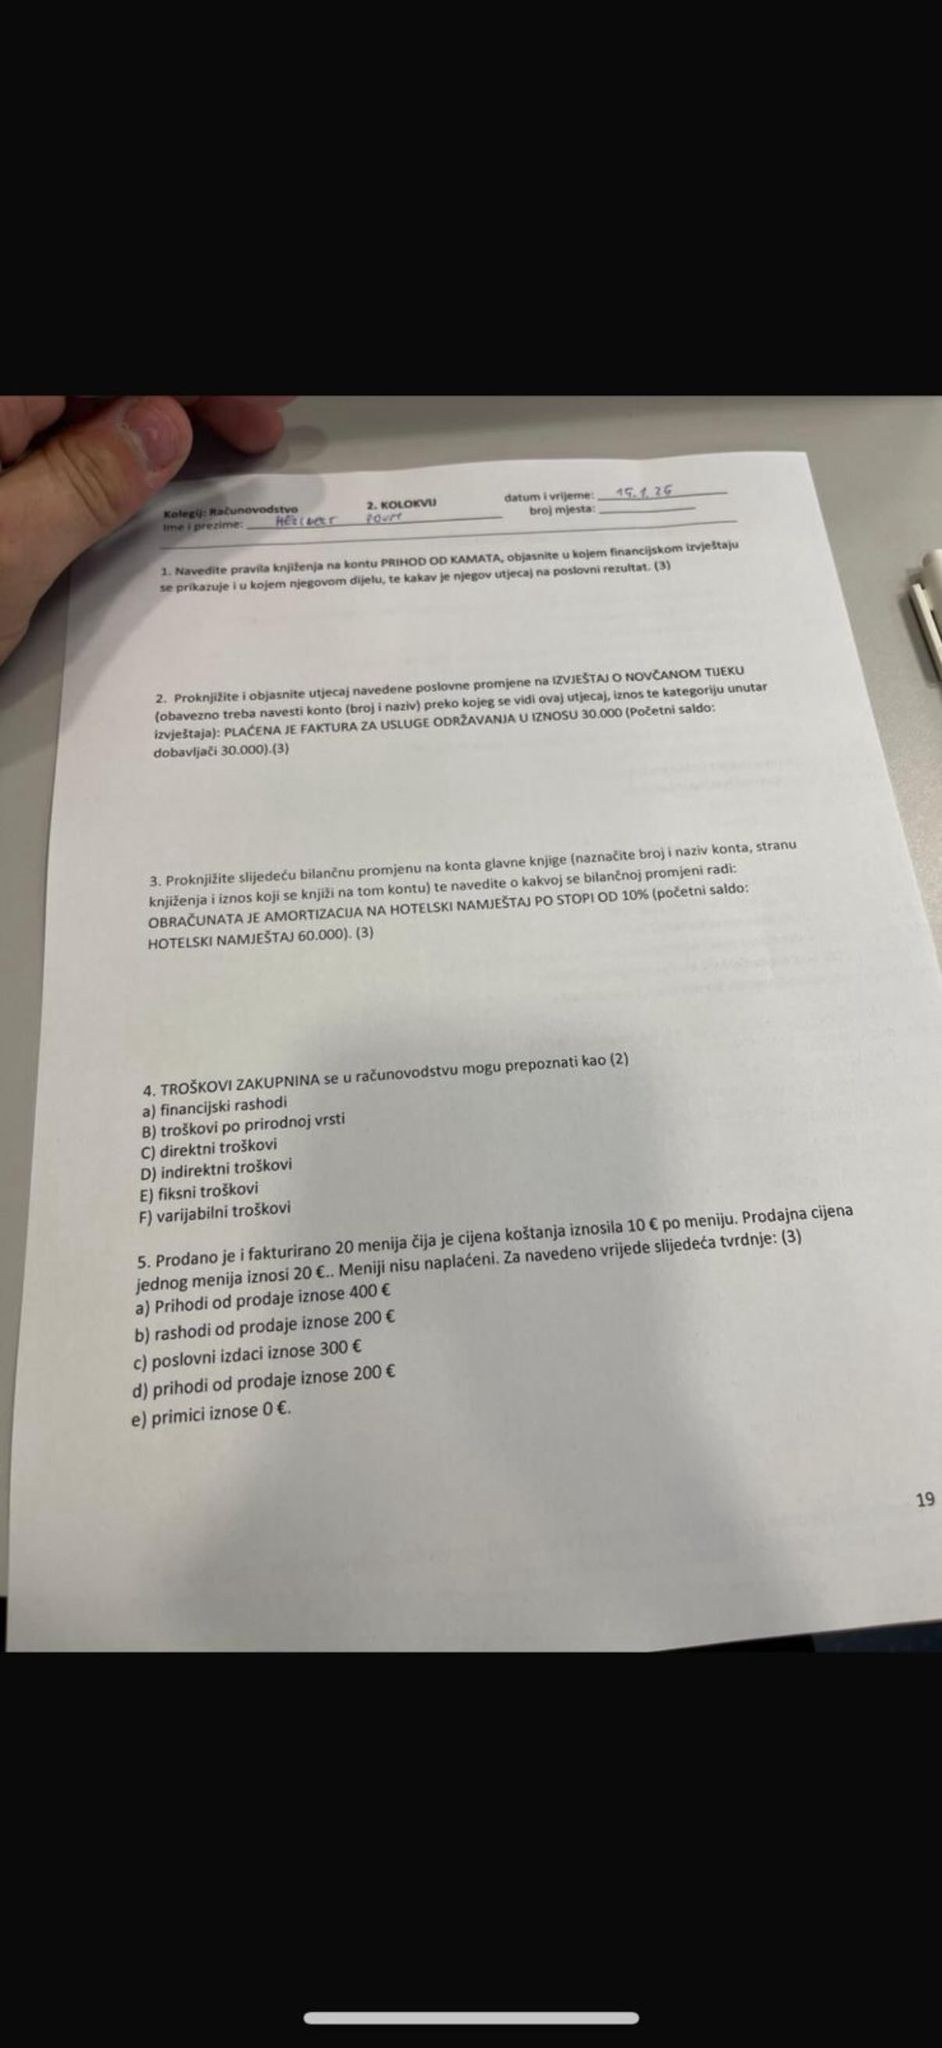 Kolegij: Računovodstvo 2. KOLOKVIJ datum i vrijeme: 15.1.26
Ime i prezime: broj mjesta:
1. Navedite pravila knjiženja na kontu PRIHOD OD KAMATA, objasnite u kojem financijskom izvještaju
se prikazuje i u kojem njegovom dijelu, te kakav je njegov utjecaj na poslovni rezultat. (3)
2. Proknjižite i objasnite utjecaj navedene poslovne promjene na IZVJEŠTAJ O NOVČANOM TIJEKU
(obavezno treba navesti konto (broj i naziv) preko kojeg se vidi ovaj utjecaj, iznos te kategoriju unutar
izvještaja): PLAĆENA JE FAKTURA ZA USLUGE ODRŽAVANJA U IZNOSU 30.000 (Početni saldo:
dobavljači 30.000).(3)
3. Proknjižite slijedeću bilančnu promjenu na konta glavne knjige (naznačite broj i naziv konta, stranu
knjiženja i iznos koji se knjiži na tom kontu) te navedite o kakvoj se bilančnoj promjeni radi:
OBRAČUNATA JE AMORTIZACIJA NA HOTELSKI NAMJEŠTAJ PO STOPI OD 10% (početni saldo:
HOTELSKI NAMJEŠTAJ 60.000). (3)
4. TROŠKOVI ZAKUPNINA se u računovodstvu mogu prepoznati kao (2)
a) financijski rashodi
B) troškovi po prirodnoj vrsti
C) direktni troškovi
D) indirektni troškovi
E) fiksni troškovi
F) varijabilni troškovi
5. Prodano je i fakturirano 20 menija čija je cijena koštanja iznosila 10 € po meniju. Prodajna cijena
jednog menija iznosi 20 €.. Meniji nisu naplaćeni. Za navedeno vrijede slijedeća tvrdnje: (3)
a) Prihodi od prodaje iznose 400 €
b) rashodi od prodaje iznose 200 €
c) poslovni izdaci iznose 300 €
d) prihodi od prodaje iznose 200 €
e) primici iznose 0 €.
19